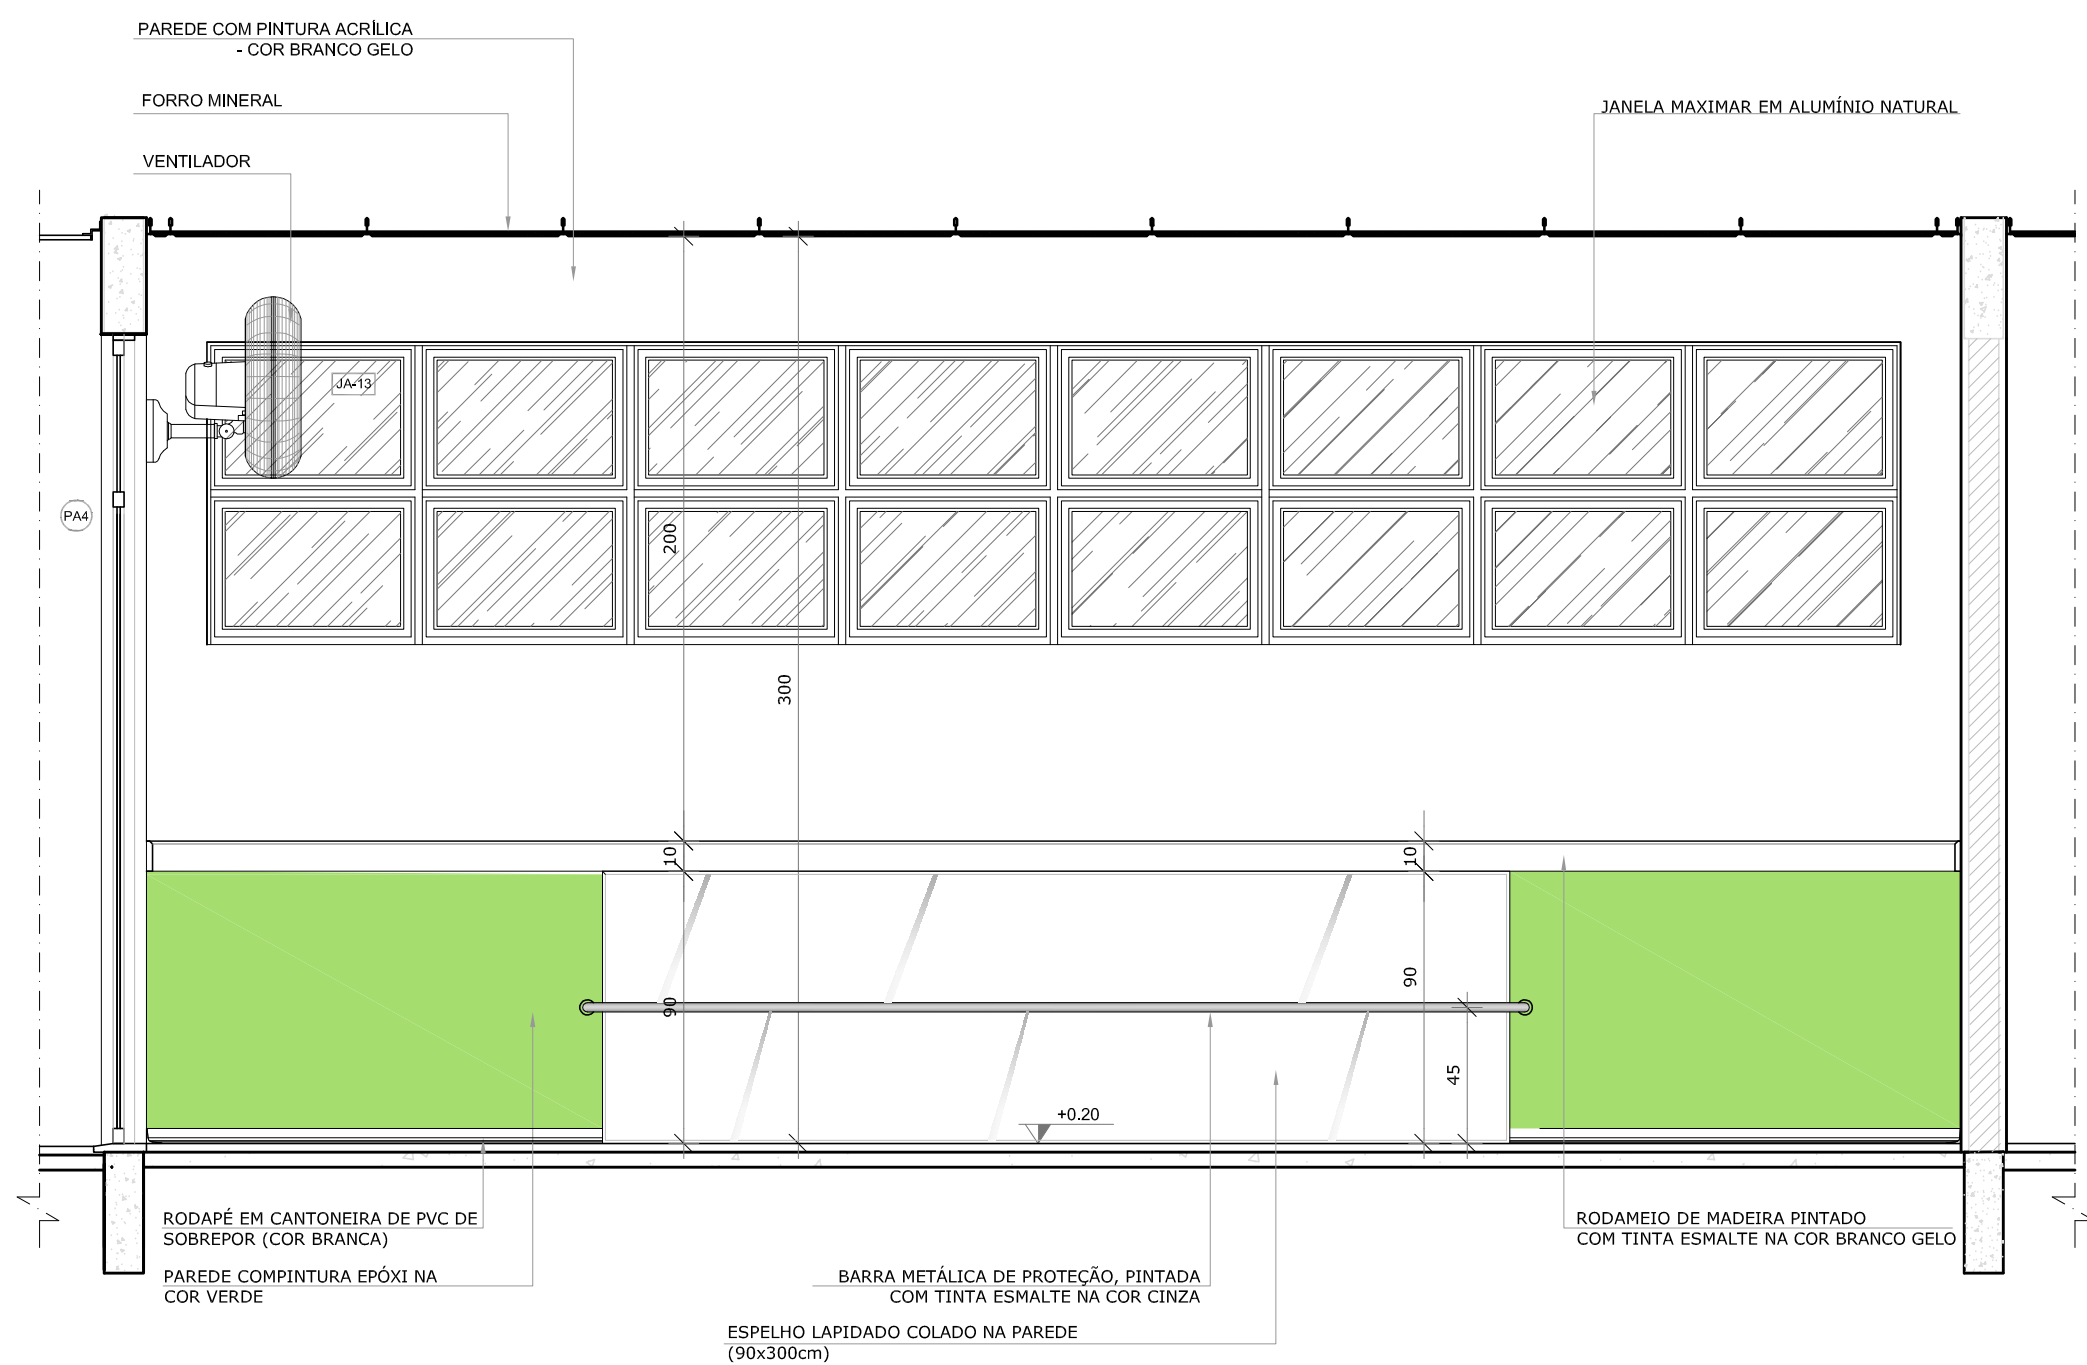 PAREDE COM PINTURA ACRÍLICA
- COR BRANCO GELO
FORRO MINERAL
JANELA MAXIMAR EM ALUMÍNIO NATURAL
VENTILADOR
JA-13
PA4
200
300
10
10
90
90
45
+0.20
RODAPÉ EM CANTONEIRA DE PVC DE
SOBREPOR (COR BRANCA)
RODAMEIO DE MADEIRA PINTADO
COM TINTA ESMALTE NA COR BRANCO GELO
PAREDE COMPINTURA EPÓXI NA
COR VERDE
BARRA METÁLICA DE PROTEÇÃO, PINTADA
COM TINTA ESMALTE NA COR CINZA
ESPELHO LAPIDADO COLADO NA PAREDE
(90x300cm)